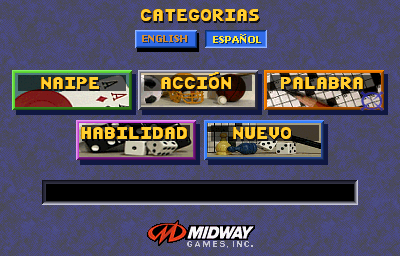 CATEGORIAS
ENGLISH ESPAÑOL
NAIPE ACCIÓN PALABRA
HABILIDAD NUEVO
MIDWAY
GAMES, INC.